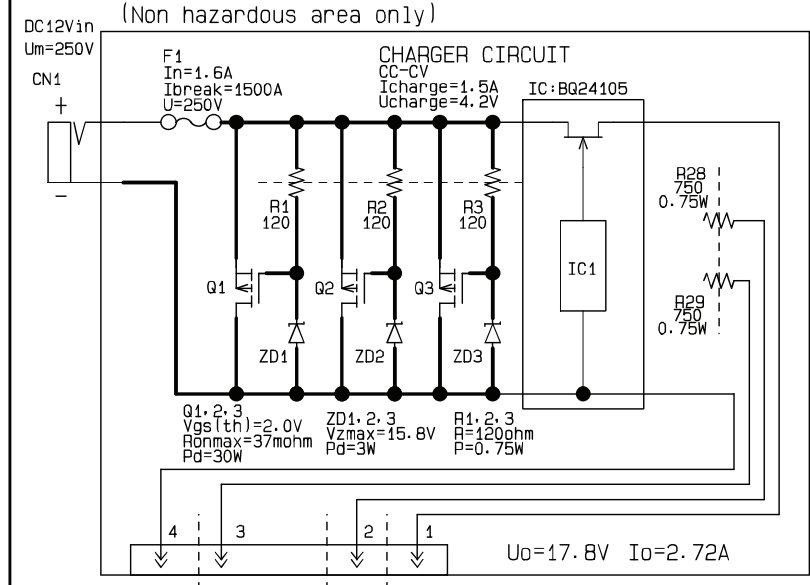 (Non hazardous area only)
DC12Vin
Um=250V
CN1
+
-
F1
In=1.6A
Ibreak=1500A
U=250V
CHARGER CIRCUIT
CC-CV
Icharge=1.5A
Ucharge=4.2V
IC:BQ24105
R1
120
R2
120
R3
120
R28
750
0.75W
Q1
Q2
Q3
IC1
R29
750
0.75W
ZD1
ZD2
ZD3
Q1,2,3
Vgs(th)=2.0V
Ronmax=37mohm
Pd=30W
ZD1,2,3
Vzmax=15.8V
Pd=3W
R1,2,3
R=120ohm
P=0.75W
4
3
2
1
Uo=17.8V Io=2.72A